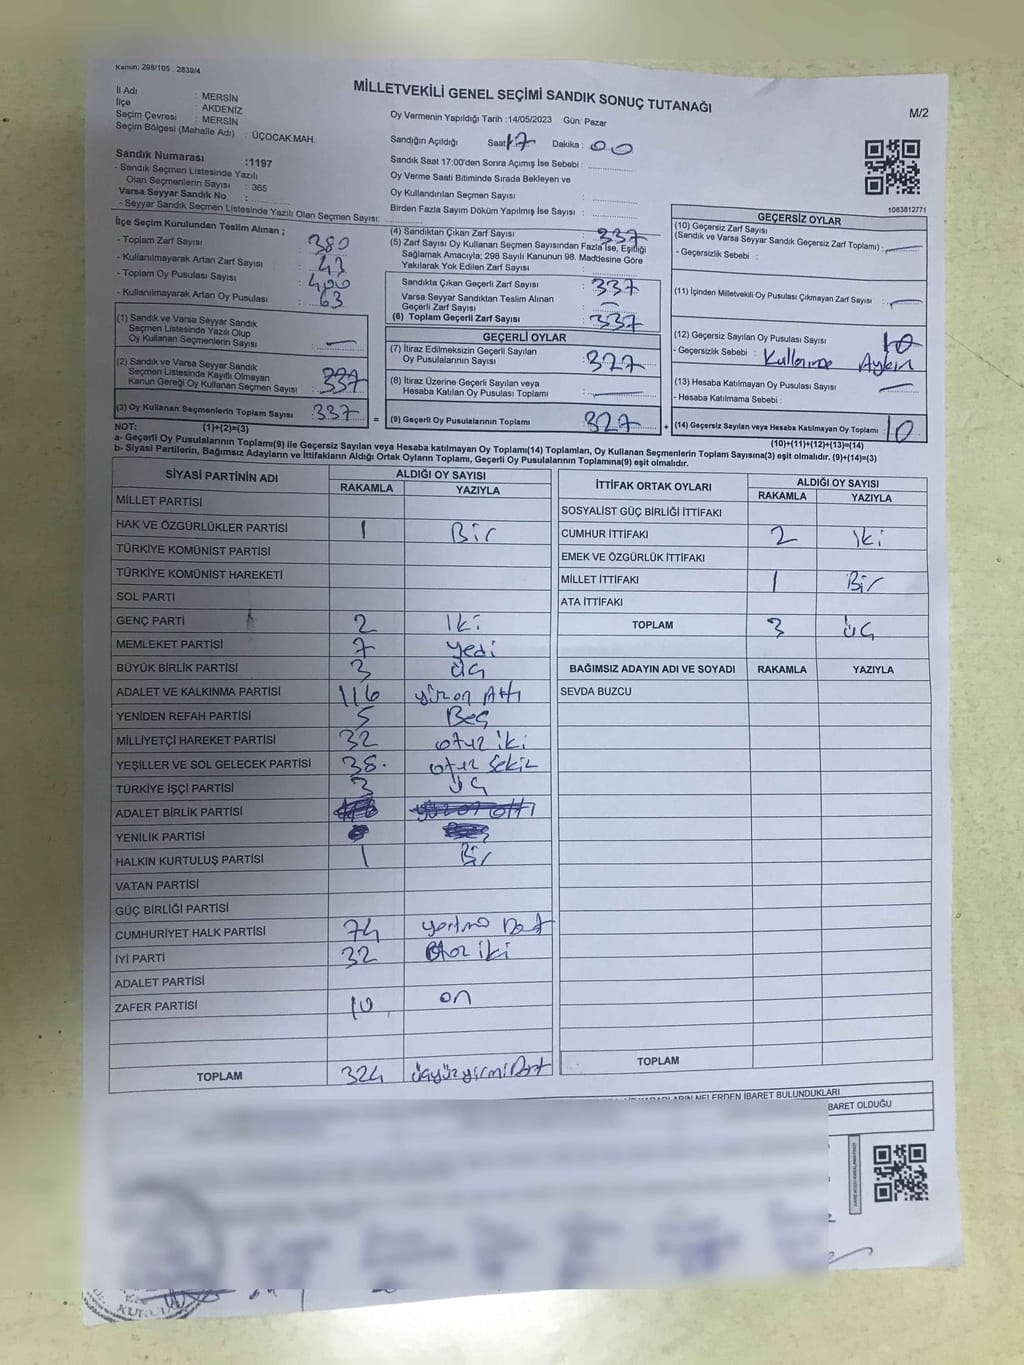 Kanun: 298/105 . 2839/4
MİLLETVEKİLİ GENEL SEÇİMİ SANDIK SONUÇ TUTANAĞI
M/2
İl Adı : MERSİN
İlçe : AKDENİZ
Seçim Çevresi : MERSİN
Seçim Bölgesi (Mahalle Adı) : ÜÇOCAK MAH.
Sandık Numarası :1197
- Sandık Seçmen Listesinde Yazılı
Olan Seçmenlerin Sayısı : 365
Varsa Seyyar Sandık No :
- Seyyar Sandık Seçmen Listesinde Yazılı Olan Seçmen Sayısı:
Oy Vermenin Yapıldığı Tarih :14/05/2023 Gün: Pazar
Sandığın Açıldığı Saat: 17 Dakika : 00
Sandık Saat 17:00'den Sonra Açımış İse Sebebi :
Oy Verme Saati Bitiminde Sırada Bekleyen ve
Oy Kullandırılan Seçmen Sayısı :
Birden Fazla Sayım Döküm Yapılmış İse Sayısı :
1083812771
İlçe Seçim Kurulundan Teslim Alınan ;
- Toplam Zarf Sayısı : 380
- Kullanılmayarak Artan Zarf Sayısı : 43
- Toplam Oy Pusulası Sayısı : 400
- Kullanılmayarak Artan Oy Pusulası : 63
(1) Sandık ve Varsa Seyyar Sandık
Seçmen Listesinde Yazılı Olup
Oy Kullanan Seçmenlerin Sayısı : —
(2) Sandık ve Varsa Seyyar Sandık
Seçmen Listesinde Kayıtlı Olmayan
Kanun Gereği Oy Kullanan Seçmen Sayısı : 337
(3) Oy Kullanan Seçmenlerin Toplam Sayısı : 337
(4) Sandıktan Çıkan Zarf Sayısı : 337
(5) Zarf Sayısı Oy Kullanan Seçmen Sayısından Fazla İse, Eşitliği
Sağlamak Amacıyla; 298 Sayılı Kanunun 98. Maddesine Göre
Yakılarak Yok Edilen Zarf Sayısı :
Sandıkta Çıkan Geçerli Zarf Sayısı : 337
Varsa Seyyar Sandıktan Teslim Alınan
Geçerli Zarf Sayısı : —
(6) Toplam Geçerli Zarf Sayısı : 337
GEÇERLİ OYLAR
(7) İtiraz Edilmeksizin Geçerli Sayılan
Oy Pusulalarının Sayısı : 327
(8) İtiraz Üzerine Geçerli Sayılan veya
Hesaba Katılan Oy Pusulası Toplamı : —
= (9) Geçerli Oy Pusulalarının Toplamı : 327
GEÇERSİZ OYLAR
(10) Geçersiz Zarf Sayısı
(Sandık ve Varsa Seyyar Sandık Geçersiz Zarf Toplamı) : —
- Geçersizlik Sebebi :
(11) İçinden Milletvekili Oy Pusulası Çıkmayan Zarf Sayısı : —
(12) Geçersiz Sayılan Oy Pusulası Sayısı : 10
- Geçersizlik Sebebi : Kullanıma Aykırı
(13) Hesaba Katılmayan Oy Pusulası Sayısı : —
- Hesaba Katılmama Sebebi :
+ (14) Geçersiz Sayılan veya Hesaba Katılmayan Oy Toplamı : 10
NOT: (1)+(2)=(3)
(10)+(11)+(12)+(13)=(14)
a- Geçerli Oy Pusulalarının Toplamı(9) ile Geçersiz Sayılan veya Hesaba katılmayan Oy Toplamı(14) Toplamları, Oy Kullanan Seçmenlerin Toplam Sayısına(3) eşit olmalıdır. (9)+(14)=(3)
b- Siyasi Partilerin, Bağımsız Adayların ve İttifakların Aldığı Ortak Oyların Toplamı, Geçerli Oy Pusulalarının Toplamına(9) eşit olmalıdır.
SİYASİ PARTİNİN ADI ALDIĞI OY SAYISI
RAKAMLA YAZIYLA
MİLLET PARTİSİ
HAK VE ÖZGÜRLÜKLER PARTİSİ 1 Bir
TÜRKİYE KOMÜNİST PARTİSİ
TÜRKİYE KOMÜNİST HAREKETİ
SOL PARTİ
GENÇ PARTİ 2 İki
MEMLEKET PARTİSİ 7 yedi
BÜYÜK BİRLİK PARTİSİ 3 üç
ADALET VE KALKINMA PARTİSİ 116 yüz on Altı
YENİDEN REFAH PARTİSİ 5 Beş
MİLLİYETÇİ HAREKET PARTİSİ 32 otuz iki
YEŞİLLER VE SOL GELECEK PARTİSİ 38. otuz Sekiz
TÜRKİYE İŞÇİ PARTİSİ 3 üç
ADALET BİRLİK PARTİSİ
YENİLİK PARTİSİ
HALKIN KURTULUŞ PARTİSİ 1 Bir
VATAN PARTİSİ
GÜÇ BİRLİĞİ PARTİSİ
CUMHURİYET HALK PARTİSİ 74 yetmiş Dört
İYİ PARTİ 32 otuz iki
ADALET PARTİSİ
ZAFER PARTİSİ 10 on
TOPLAM 324 üçyüzyirmiDört
İTTİFAK ORTAK OYLARI ALDIĞI OY SAYISI
RAKAMLA YAZIYLA
SOSYALİST GÜÇ BİRLİĞİ İTTİFAKI
CUMHUR İTTİFAKI 2 İki
EMEK VE ÖZGÜRLÜK İTTİFAKI
MİLLET İTTİFAKI 1 Bir
ATA İTTİFAKI
TOPLAM 3 üç
BAĞIMSIZ ADAYIN ADI VE SOYADI RAKAMLA YAZIYLA
SEVDA BUZCU
TOPLAM
NELERDEN İBARET BULUNDUKLARI
İBARET OLDUĞU